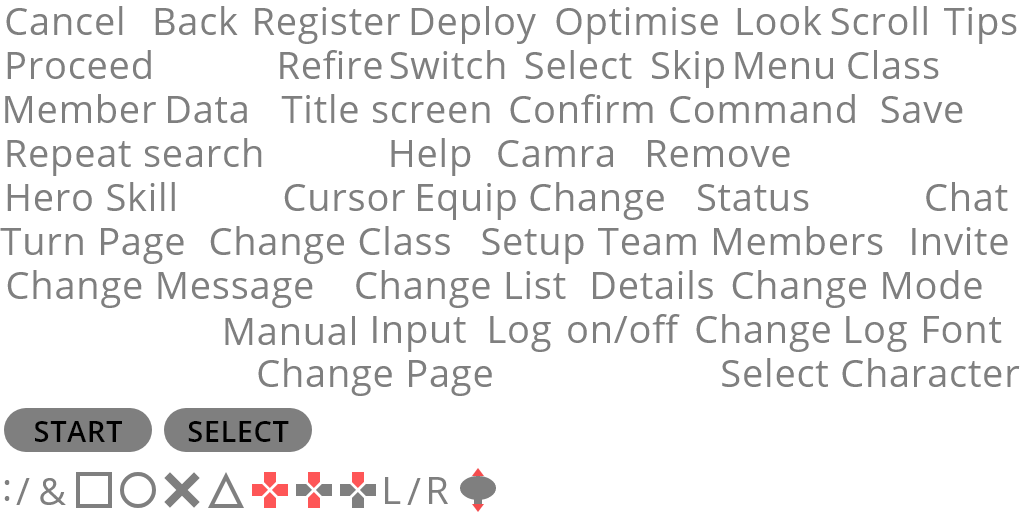 Cancel Back Register Deploy Optimise Look Scroll Tips
Proceed Refire Switch Select Skip Menu Class
Member Data Title screen Confirm Command Save
Repeat search Help Camra Remove
Hero Skill Cursor Equip Change Status Chat
Turn Page Change Class Setup Team Members Invite
Change Message Change List Details Change Mode
Manual Input Log on/off Change Log Font
Change Page Select Character
START SELECT
:/ & L/R